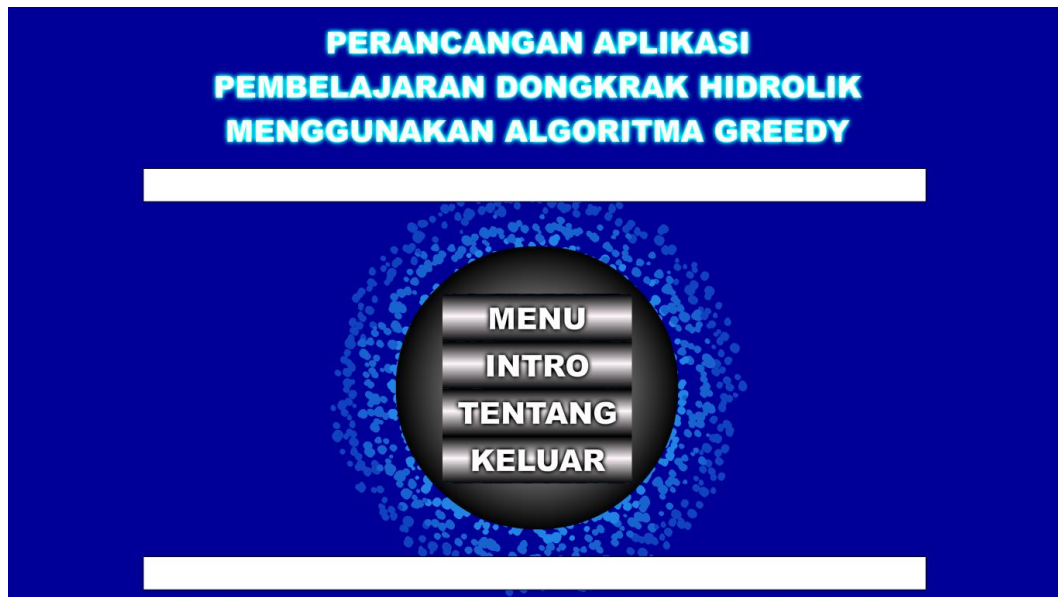 PERANCANGAN APLIKASI
PEMBELAJARAN DONGKRAK HIDROLIK
MENGGUNAKAN ALGORITMA GREEDY
MENU
INTRO
TENTANG
KELUAR